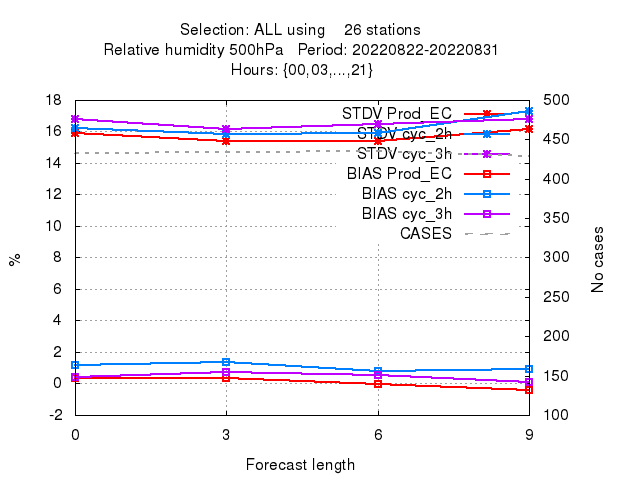 Selection: ALL using 26 stations
Relative humidity 500hPa Period: 20220822-20220831
Hours: {00,03,...,21}
18 500
STDV Prod_EC
16 450
STDV cyc_2h
STDV cyc_3h
14 400
BIAS Prod_EC
12 350
BIAS cyc_2h
BIAS cyc_3h
10 300
CASES
8 250
6
4 200
2 150
0
-2 100
%
No cases
0 3 6 9
Forecast length